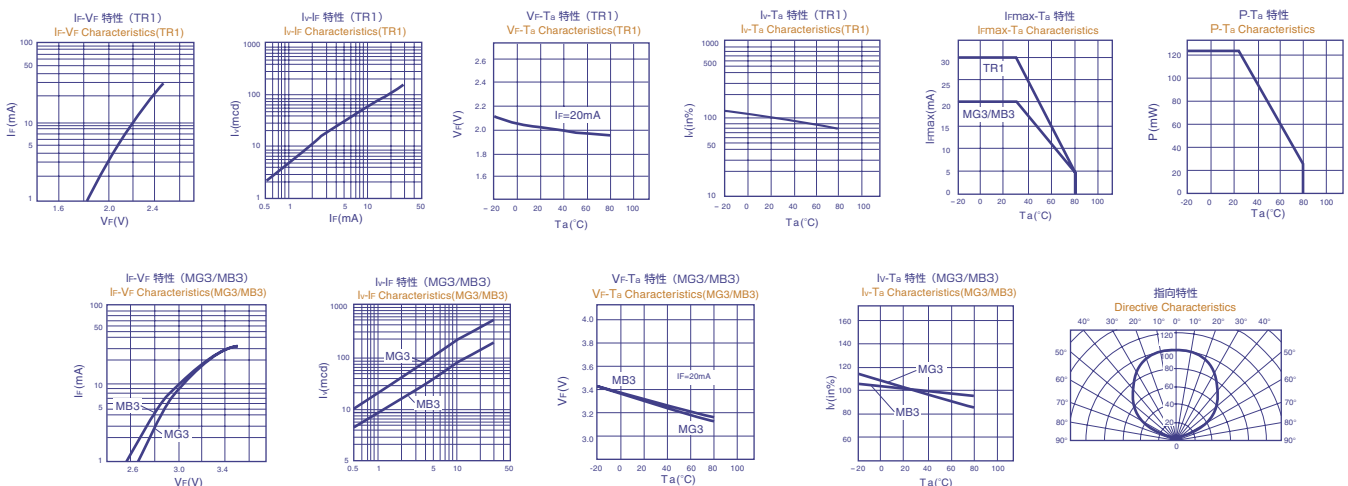 IF-VF 特性（TR1）
IF-VF Characteristics(TR1)
100
50
10
5
1
1.6 2.0 2.4
IF(mA)
VF(V)
Iv-IF 特性（TR1）
Iv-IF Characteristics(TR1)
1000
100
10
1
0.5 1 5 10 50
Iv(mcd)
IF(mA)
VF-Ta 特性（TR1）
VF-Ta Characteristics(TR1)
2.6
2.4
2.2
2.0
1.8
1.6
IF=20mA
－20 0 20 40 60 80 100
VF(V)
Ta(°C)
Iv-Ta 特性（TR1）
Iv-Ta Characteristics(TR1)
1000
500
100
50
10
－20 0 20 40 60 80 100
Iv(in%)
Ta(°C)
IFmax-Ta 特性
IFmax-Ta Characteristics
30
25
20
15
10
5
0
TR1
MG3/MB3
－20 0 20 40 60 80 100
IFmax(mA)
Ta(°C)
P-Ta 特性
P-Ta Characteristics
120
100
80
60
40
20
0
0 20 40 60 80 100
P(mW)
Ta(°C)
IF-VF 特性（MG3/MB3）
IF-VF Characteristics(MG3/MB3)
100
50
10
5
1
MB3
MG3
2.6 3.0 3.4
IF(mA)
VF(V)
Iv-IF 特性（MG3/MB3）
Iv-IF Characteristics(MG3/MB3)
1000
100
10
5
MG3
MB3
0.5 1 5 10 50
Iv(mcd)
IF(mA)
VF-Ta 特性（MG3/MB3）
VF-Ta Characteristics(MG3/MB3)
4.0
3.8
3.6
3.4
3.2
3.0
MB3
IF=20mA
MG3
－20 0 20 40 60 80 100
VF(V)
Ta(°C)
Iv-Ta 特性（MG3/MB3）
Iv-Ta Characteristics(MG3/MB3)
160
140
120
100
80
60
MG3
MB3
－20 0 20 40 60 80 100
Iv(in%)
Ta(°C)
指向特性
Directive Characteristics
40° 30° 20° 10° 0° 10° 20° 30° 40°
50° 50°
60° 60°
70° 70°
80° 80°
90° 90°
120
100
80
60
40
20
0